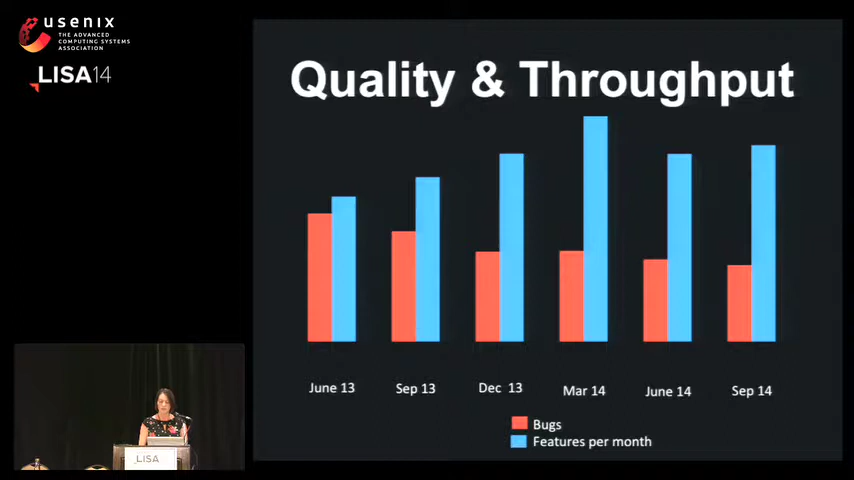 usenix
THE ADVANCED
COMPUTING SYSTEMS
ASSOCIATION
LISA14
Quality & Throughput
June 13
Sep 13
Dec 13
Mar 14
June 14
Sep 14
Bugs
Features per month
LISA